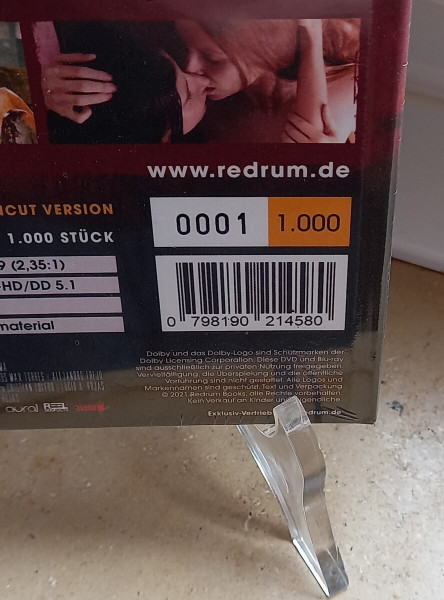 www.redrum.de
NCUT VERSION
0001 1.000
1.000 STÜCK
9 (2,35:1)
-HD/DD 5.1
material
0 798190 214580
Dolby und das Dolby-Logo sind Schutzmarken der
Dolby Licensing Corporation. Diese DVD und Blu-ray
sind ausschließlich zur privaten Nutzung freigegeben.
Vervielfältigung, die Überspielung und die öffentliche
Vorführung sind nicht gestattet. Alle Logos und
Markennamen sind geschützt. Text und Verpackung
© 2021 Redrum Books, alle Rechte vorbehalten.
Kein Verkauf an Kinder und Jugendliche.
aural
Exklusiv-Vertrieb redrum.de